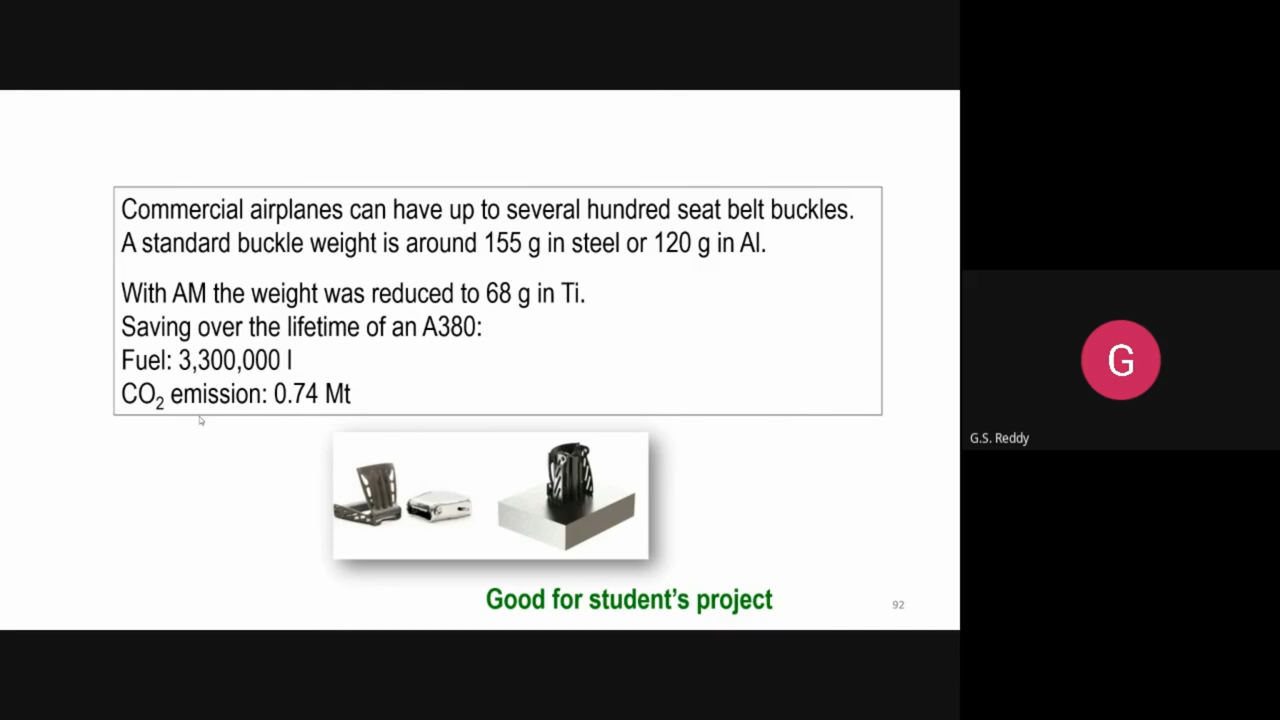 Commercial airplanes can have up to several hundred seat belt buckles.
A standard buckle weight is around 155 g in steel or 120 g in Al.
With AM the weight was reduced to 68 g in Ti.
Saving over the lifetime of an A380:
Fuel: 3,300,000 l
CO₂ emission: 0.74 Mt
Good for student's project
92
G
G.S. Reddy